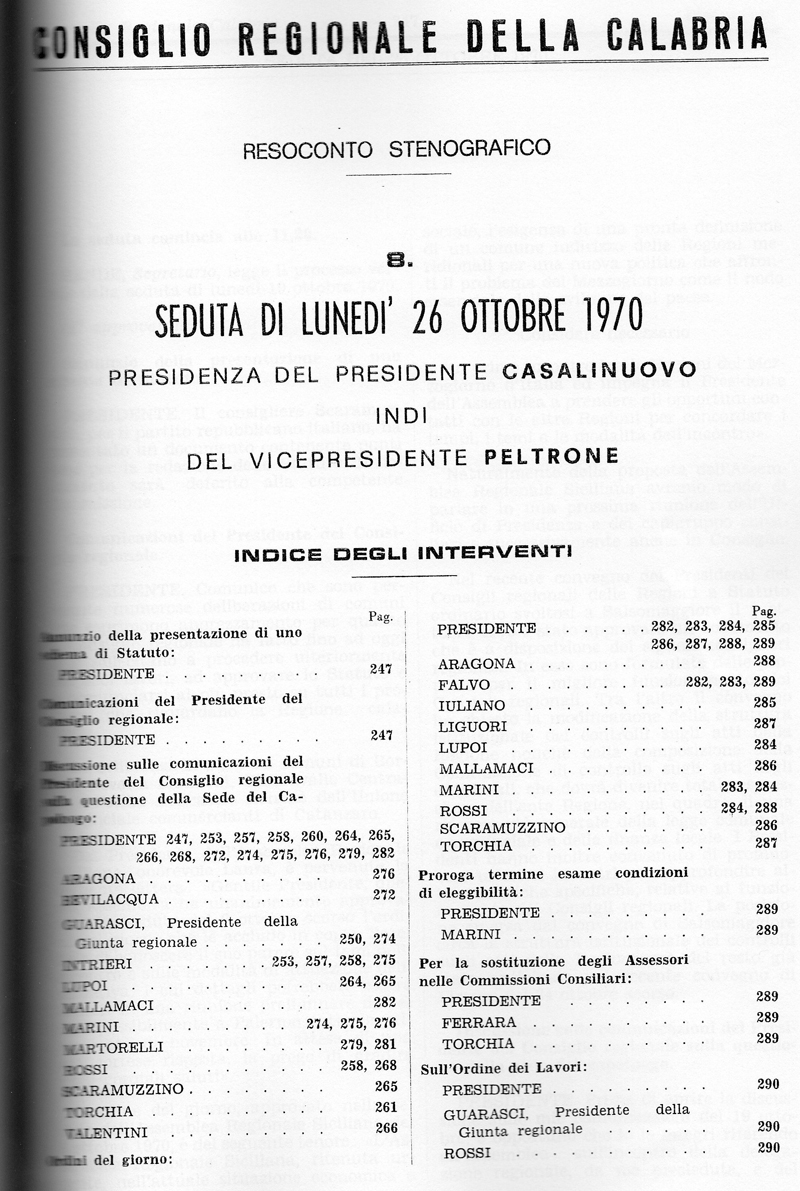 CONSIGLIO REGIONALE DELLA CALABRIA
RESOCONTO STENOGRAFICO
8.
SEDUTA DI LUNEDI' 26 OTTOBRE 1970
PRESIDENZA DEL PRESIDENTE CASALINUOVO
INDI
DEL VICEPRESIDENTE PELTRONE
INDICE DEGLI INTERVENTI
Pag.
Annunzio della presentazione di uno
schema di Statuto:
PRESIDENTE . . . . . . . . 247
Comunicazioni del Presidente del
Consiglio regionale:
PRESIDENTE . . . . . . . . 247
Discussione sulle comunicazioni del
Presidente del Consiglio regionale
sulla questione della Sede del Ca-
poluogo:
PRESIDENTE 247, 253, 257, 258, 260, 264, 265,
266, 268, 272, 274, 275, 276, 279, 282
ARAGONA . . . . . . . . . 276
BEVILACQUA . . . . . . . . 272
GUARASCI, Presidente della
Giunta regionale . . . . . . 250, 274
INTRIERI . . . . 253, 257, 258, 275
LUPOI . . . . . . . . 264, 265
MALLAMACI . . . . . . . . 282
MARINI . . . . . . 274, 275, 276
MARTORELLI . . . . . . 279, 281
ROSSI . . . . . . . . 258, 268
SCARAMUZZINO . . . . . . . 265
TORCHIA . . . . . . . . . 261
VALENTINI . . . . . . . . 266
Ordini del giorno:
Pag.
PRESIDENTE . . . . . 282, 283, 284, 285
286, 287, 288, 289
ARAGONA . . . . . . . . . 288
FALVO . . . . . . 282, 283, 289
IULIANO . . . . . . . . . 285
LIGUORI . . . . . . . . . 287
LUPOI . . . . . . . . . 284
MALLAMACI . . . . . . . . 286
MARINI . . . . . . . 283, 284
ROSSI . . . . . . . . 284, 288
SCARAMUZZINO . . . . . . . 286
TORCHIA . . . . . . . . . 287
Proroga termine esame condizioni
di eleggibilità:
PRESIDENTE . . . . . . . . 289
MARINI . . . . . . . . . 289
Per la sostituzione degli Assessori
nelle Commissioni Consiliari:
PRESIDENTE . . . . . . . . 289
FERRARA . . . . . . . . . 289
TORCHIA . . . . . . . . . 289
Sull'Ordine dei Lavori:
PRESIDENTE . . . . . . . . 290
GUARASCI, Presidente della
Giunta regionale . . . . . . 290
ROSSI . . . . . . . . . 290